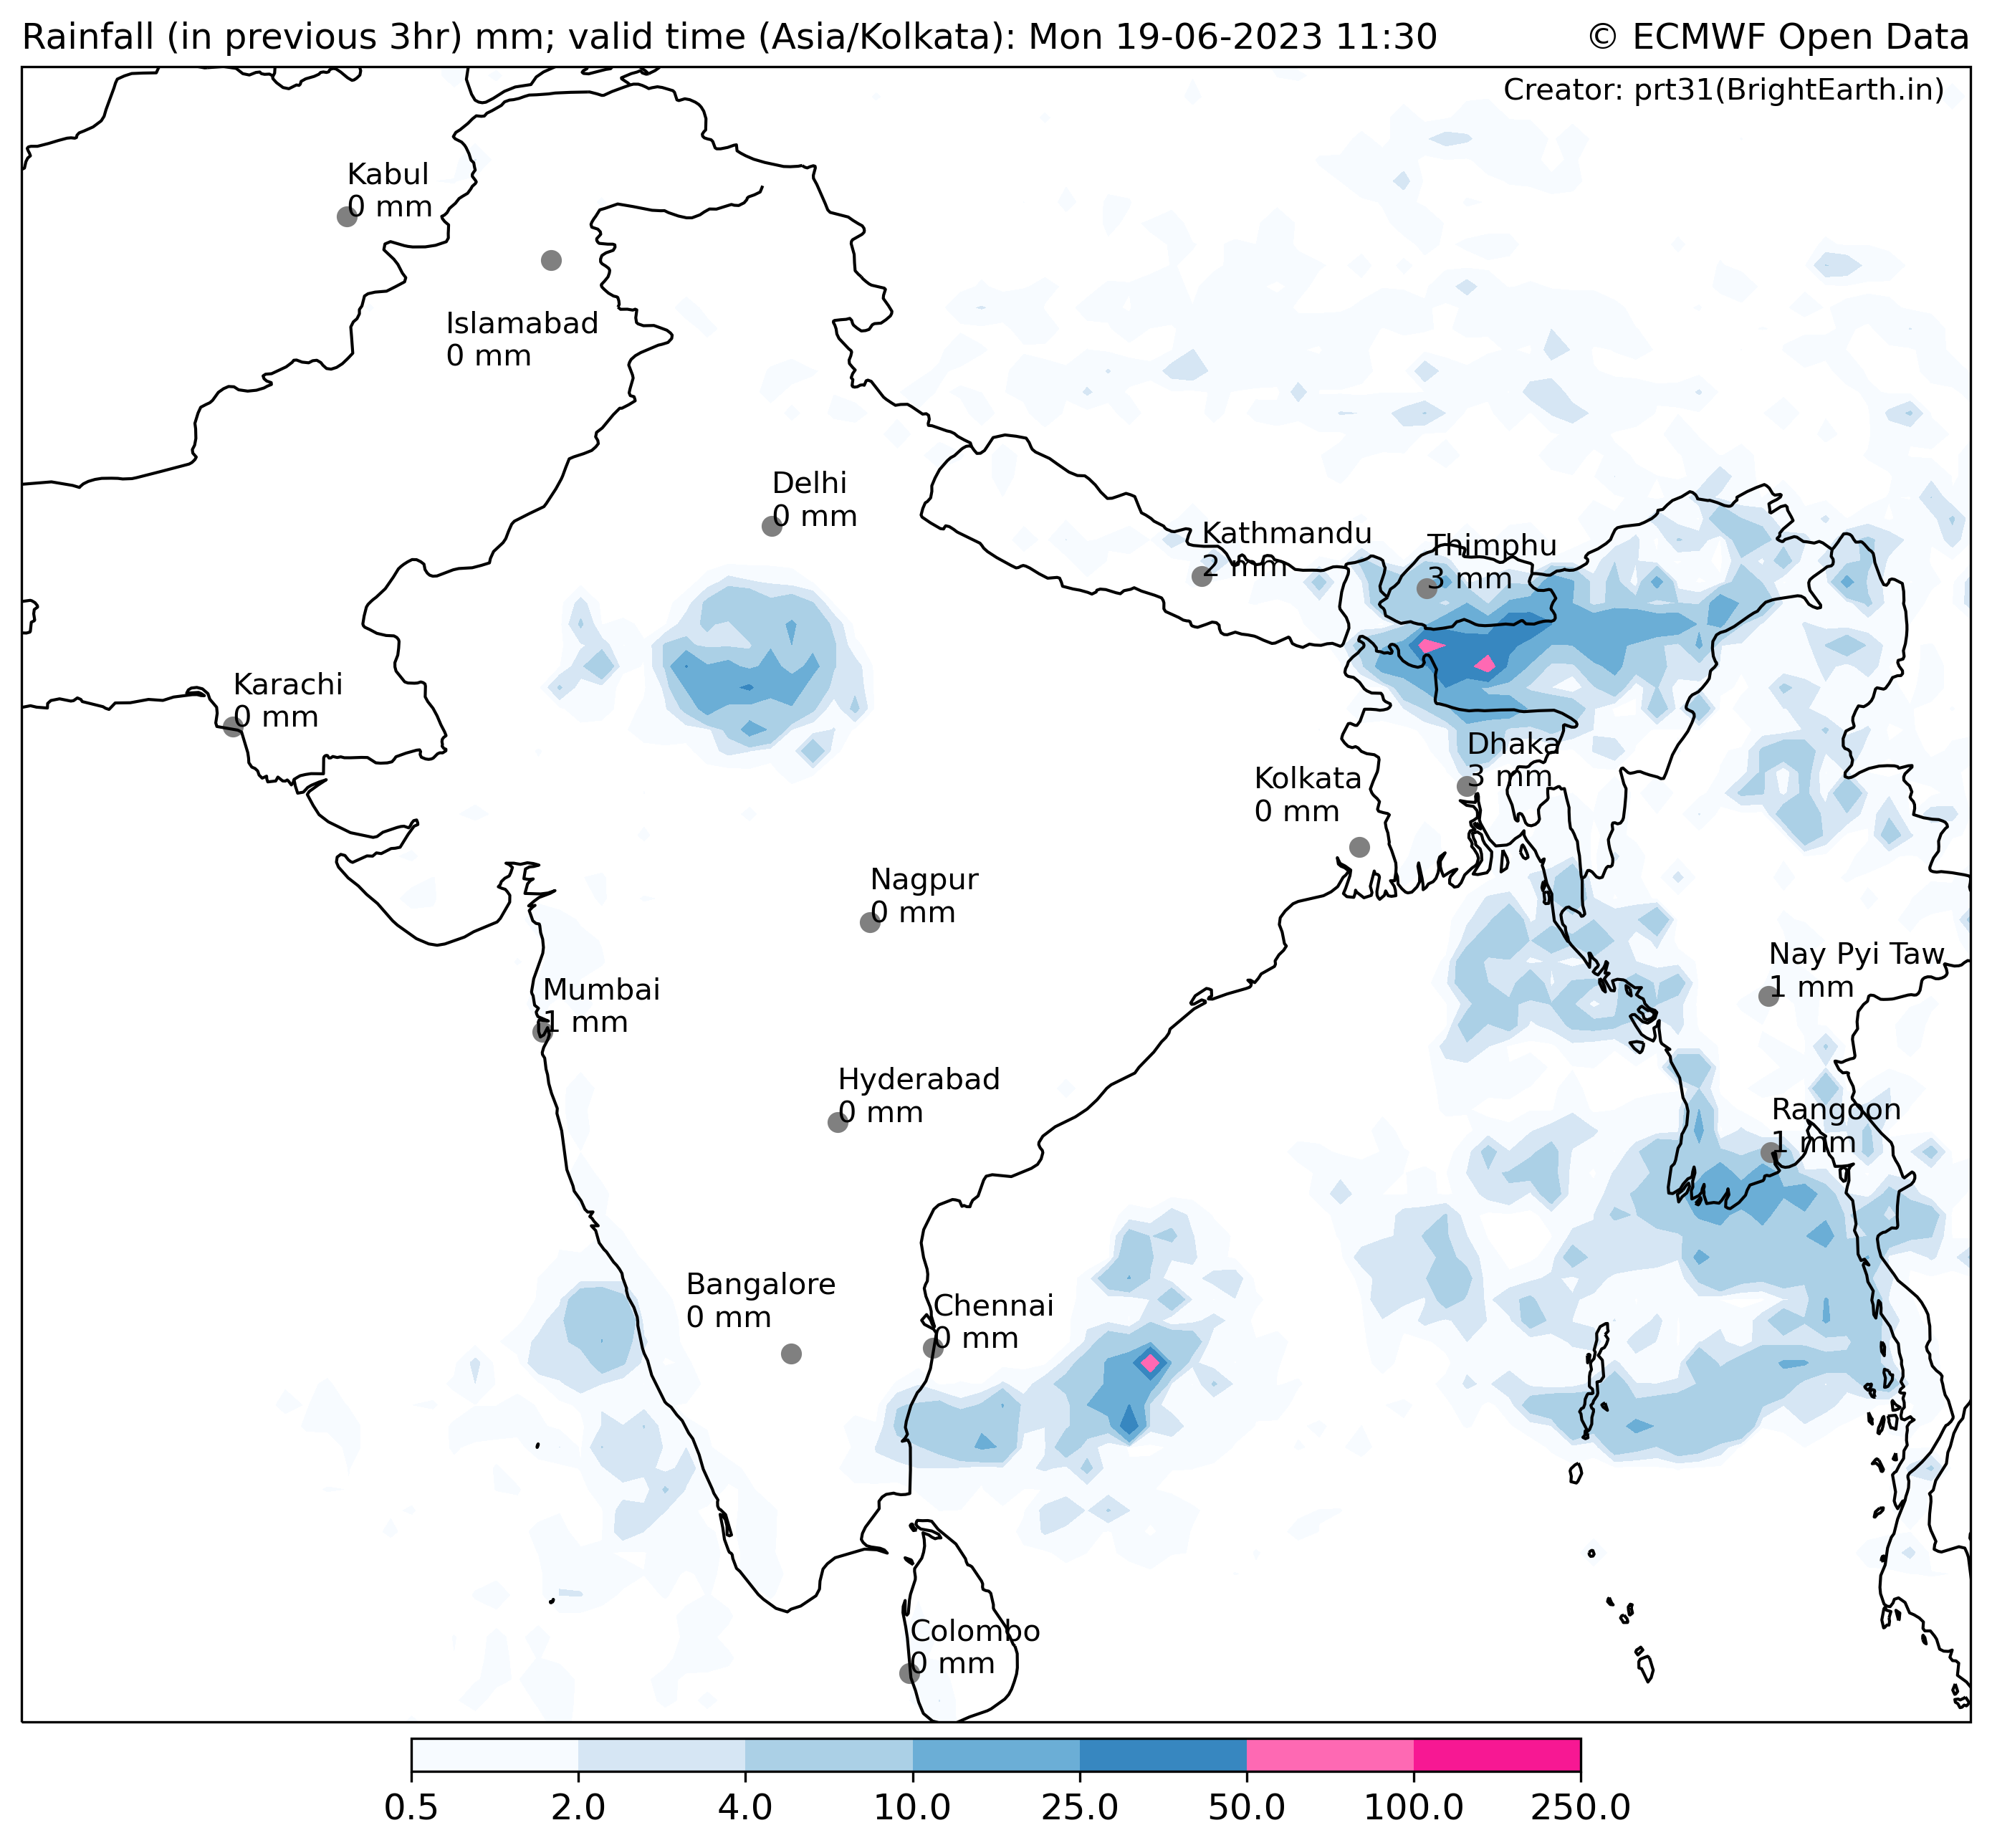 Rainfall (in previous 3hr) mm; valid time (Asia/Kolkata): Mon 19-06-2023 11:30
© ECMWF Open Data
Creator: prt31(BrightEarth.in)
Kabul
0 mm
Islamabad
0 mm
Delhi
0 mm
Kathmandu
2 mm
Thimphu
3 mm
Karachi
0 mm
Dhaka
3 mm
Kolkata
0 mm
Nagpur
0 mm
Nay Pyi Taw
1 mm
Mumbai
1 mm
Hyderabad
0 mm
Rangoon
1 mm
Bangalore
0 mm
Chennai
0 mm
Colombo
0 mm
0.5 2.0 4.0 10.0 25.0 50.0 100.0 250.0